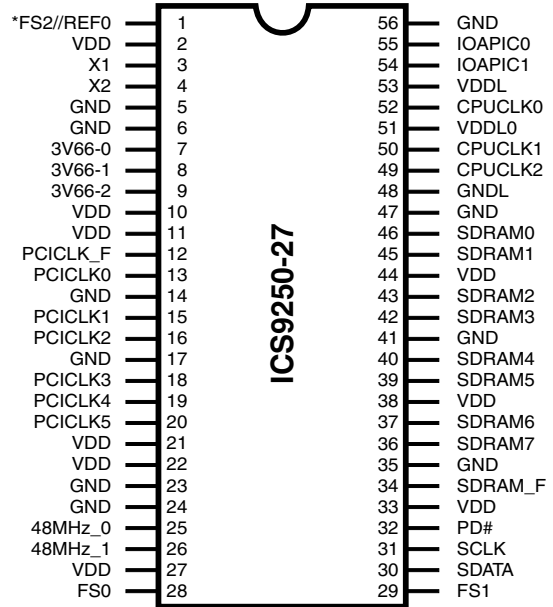 *FS2//REF0 1 56 GND
VDD 2 55 IOAPIC0
X1 3 54 IOAPIC1
X2 4 53 VDDL
GND 5 52 CPUCLK0
GND 6 51 VDDL0
3V66-0 7 50 CPUCLK1
3V66-1 8 49 CPUCLK2
3V66-2 9 48 GNDL
VDD 10 47 GND
VDD 11 46 SDRAM0
PCICLK_F 12 45 SDRAM1
PCICLK0 13 44 VDD
GND 14 43 SDRAM2
PCICLK1 15 42 SDRAM3
PCICLK2 16 41 GND
GND 17 40 SDRAM4
PCICLK3 18 39 SDRAM5
PCICLK4 19 38 VDD
PCICLK5 20 37 SDRAM6
VDD 21 36 SDRAM7
VDD 22 35 GND
GND 23 34 SDRAM_F
GND 24 33 VDD
48MHz_0 25 32 PD#
48MHz_1 26 31 SCLK
VDD 27 30 SDATA
FS0 28 29 FS1
ICS9250-27